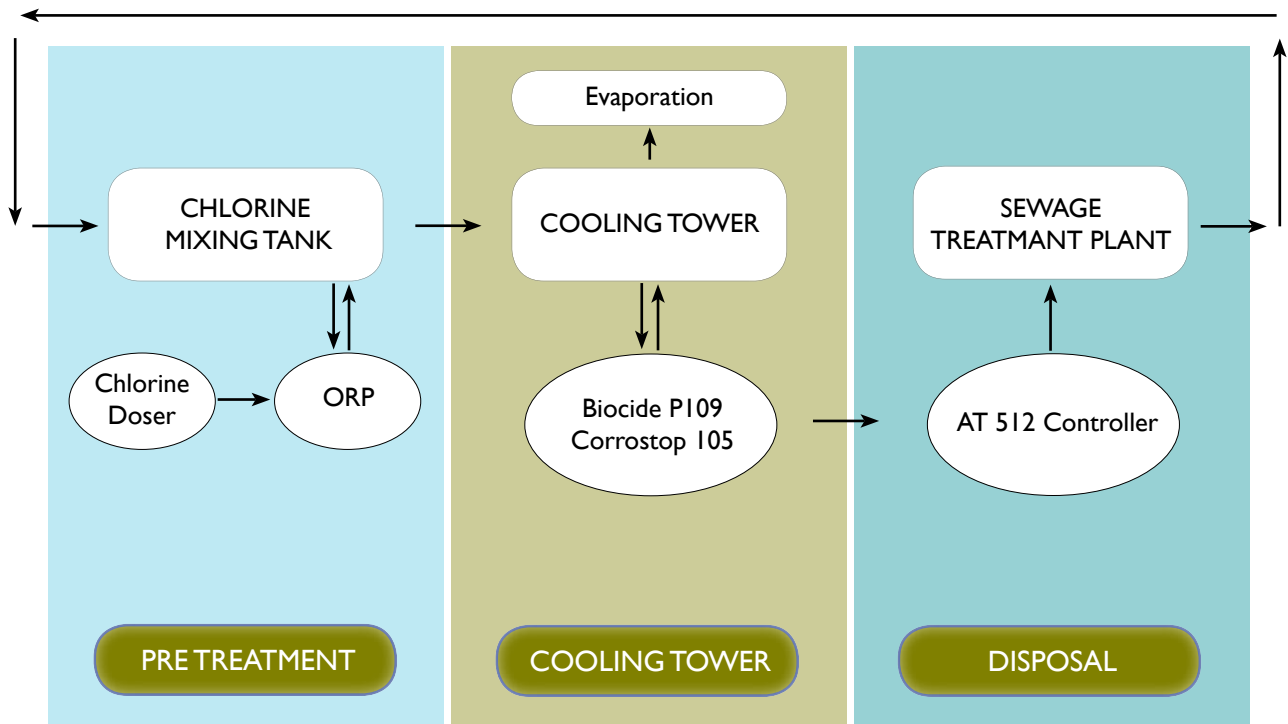 CHLORINE
MIXING TANK
Chlorine
Doser
ORP
PRE TREATMENT
Evaporation
COOLING TOWER
Biocide P109
Corrostop 105
COOLING TOWER
SEWAGE
TREATMANT PLANT
AT 512 Controller
DISPOSAL